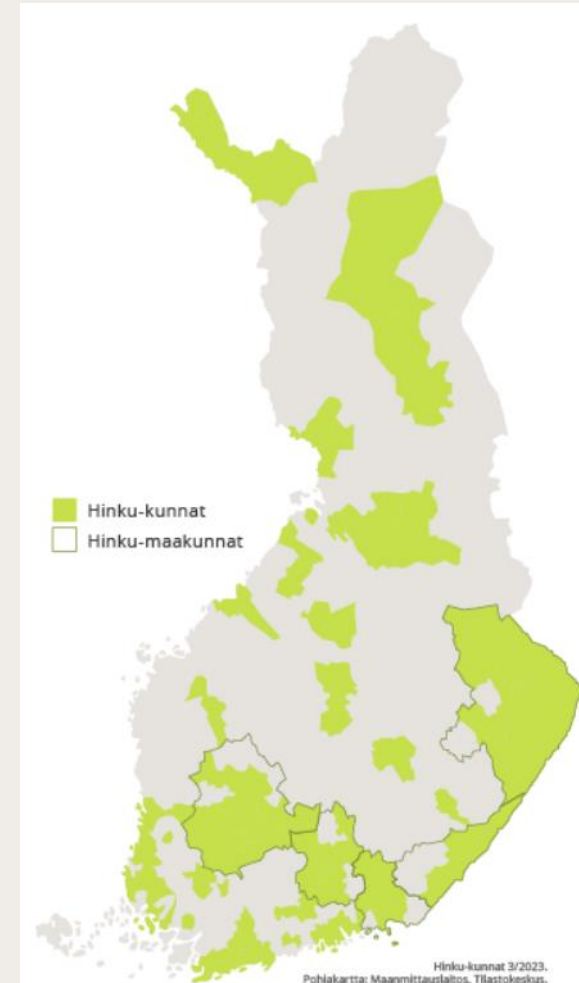 Hinku-kunnat
Hinku-maakunnat
Hinku-kunnat 3/2023.
Pohjakartta: Maanmittauslaitos, Tilastokeskus.